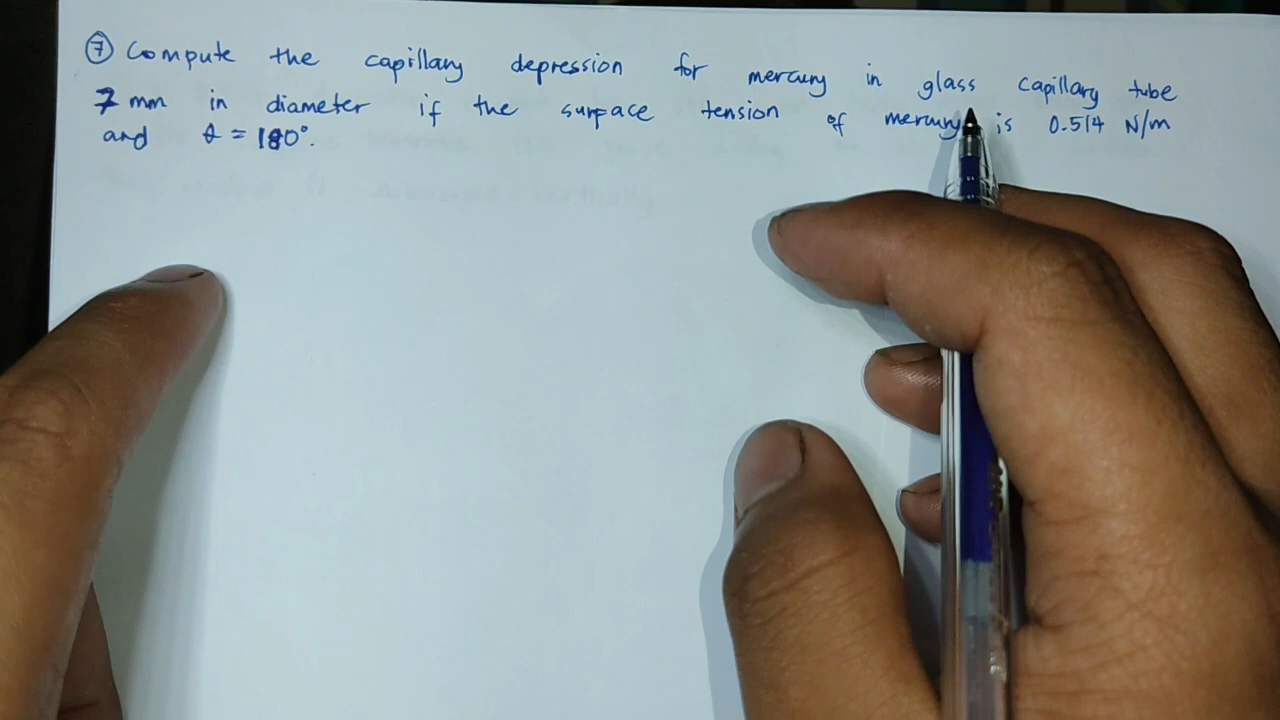 ⑦ Compute the capillary depression for mercury in glass capillary tube
7 mm in diameter if the surface tension of mercury is 0.514 N/m
and θ = 180°.